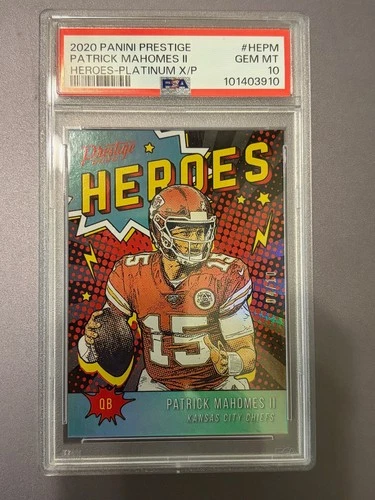 2020 PANINI PRESTIGE #HEPM
PATRICK MAHOMES II GEM MT
HEROES-PLATINUM X/P 10
PSA 101403910
Prestige
HEROES
15
15
QB
PATRICK MAHOMES II
KANSAS CITY CHIEFS